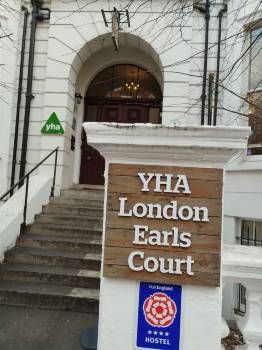 yha
YHA
London
Earls
Court
VisitEngland
★★★★
HOSTEL